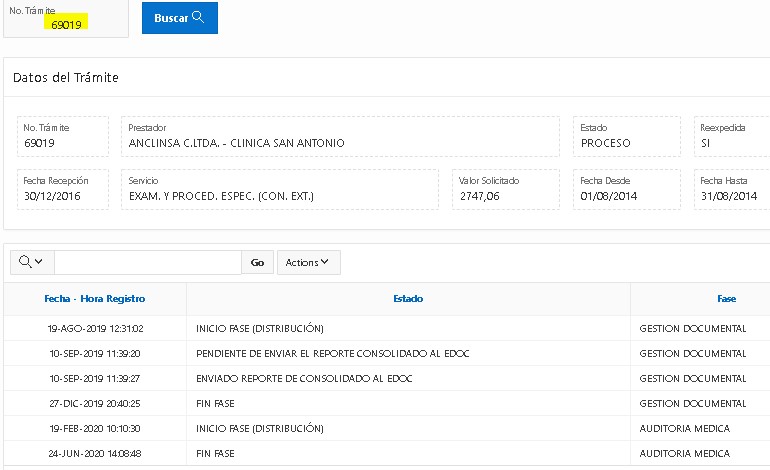 No. Trámite
69019
Buscar
Datos del Trámite
No. Trámite Prestador Estado Reexpedida
69019 ANCLINSA C.LTDA. - CLINICA SAN ANTONIO PROCESO SI
Fecha Recepción Servicio Valor Solicitado Fecha Desde Fecha Hasta
30/12/2016 EXAM. Y PROCED. ESPEC. (CON. EXT.) 2747,06 01/08/2014 31/08/2014
Go Actions
Fecha - Hora Registro Estado Fase
19-AGO-2019 12:31:02 INICIO FASE (DISTRIBUCIÓN) GESTION DOCUMENTAL
10-SEP-2019 11:39:20 PENDIENTE DE ENVIAR EL REPORTE CONSOLIDADO AL EDOC GESTION DOCUMENTAL
10-SEP-2019 11:39:27 ENVIADO REPORTE DE CONSOLIDADO AL EDOC GESTION DOCUMENTAL
27-DIC-2019 20:40:25 FIN FASE GESTION DOCUMENTAL
19-FEB-2020 10:10:30 INICIO FASE (DISTRIBUCIÓN) AUDITORIA MEDICA
24-JUN-2020 14:08:48 FIN FASE AUDITORIA MEDICA